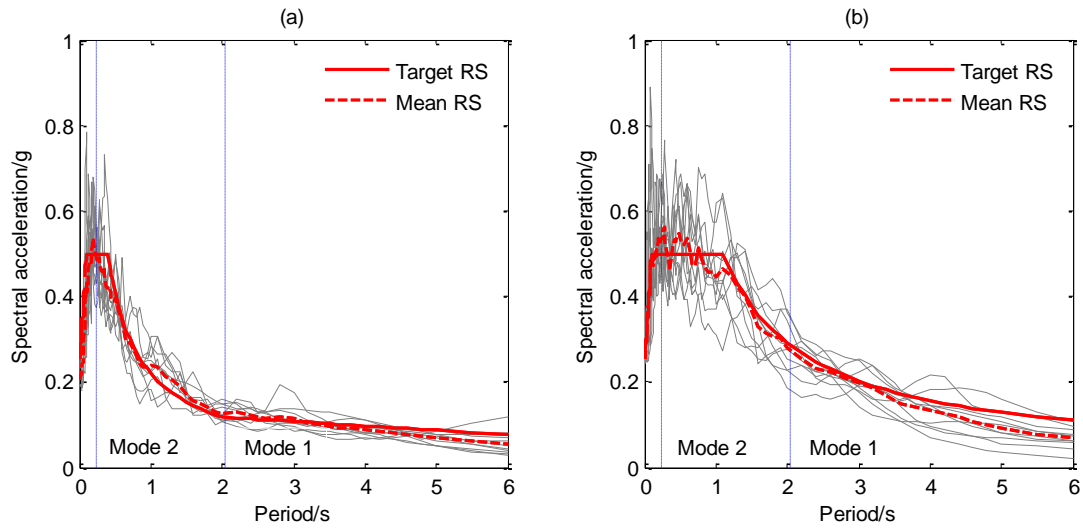 (a)
Spectral acceleration/g
1
0.8
0.6
0.4
0.2
0
Target RS
Mean RS
Mode 2
Mode 1
0 1 2 3 4 5 6
Period/s
(b)
Spectral acceleration/g
1
0.8
0.6
0.4
0.2
0
Target RS
Mean RS
Mode 2
Mode 1
0 1 2 3 4 5 6
Period/s